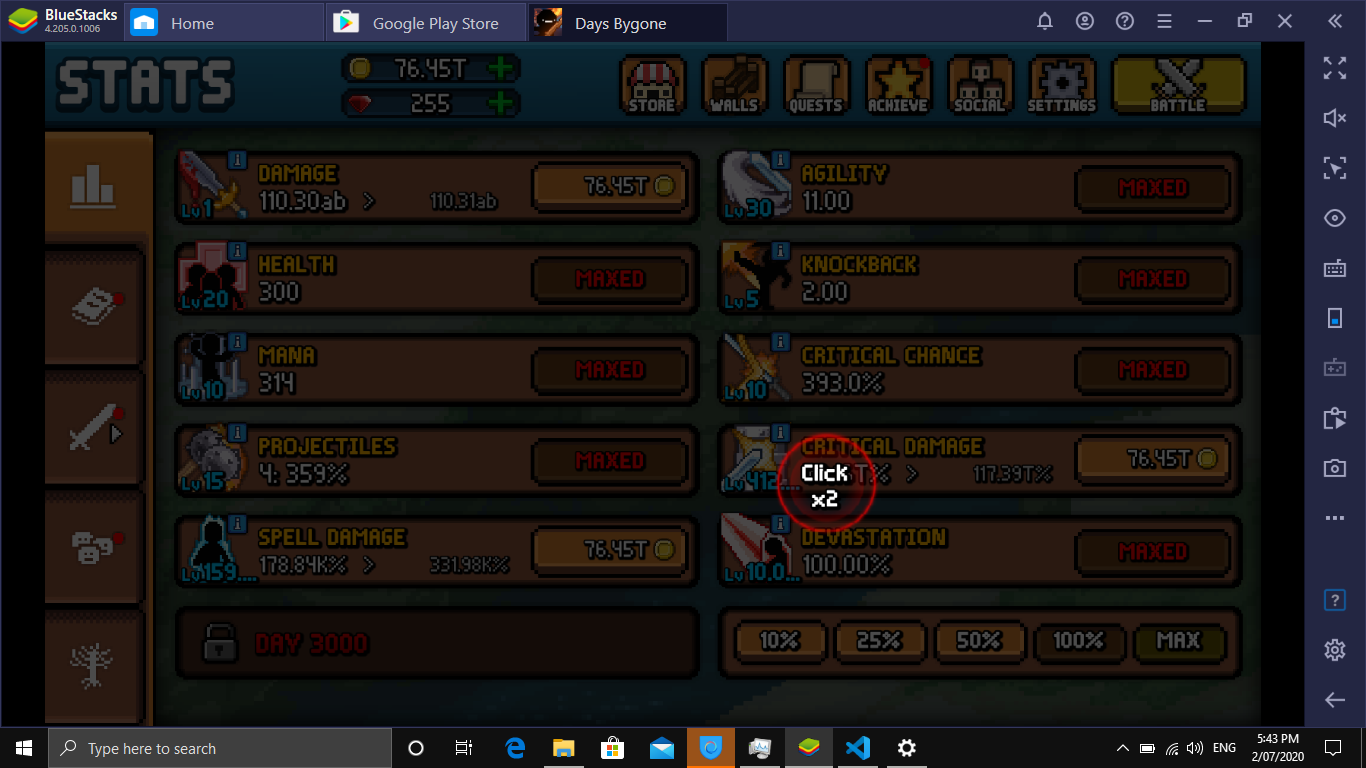 BlueStacks
4.205.0.1006
Home
Google Play Store
Days Bygone
STATS
76.45T
255
STORE
WALLS
QUESTS
ACHIEVE
SOCIAL
SETTINGS
BATTLE
DAMAGE
110.30ab > 110.31ab
Lv1
76.45T
AGILITY
11.00
Lv30
MAXED
HEALTH
300
Lv20
MAXED
KNOCKBACK
2.00
Lv5
MAXED
MANA
314
Lv10
MAXED
CRITICAL CHANCE
393.0%
Lv10
MAXED
PROJECTILES
4: 359%
Lv15
MAXED
CRITICAL DAMAGE
T% > 117.39T%
Lv412...
76.45T
Click
x2
SPELL DAMAGE
178.84K% > 331.98K%
Lv159....
76.45T
DEVASTATION
100.00%
Lv10.0...
MAXED
DAY 3000
10%
25%
50%
100%
MAX
Type here to search
ENG
5:43 PM
2/07/2020